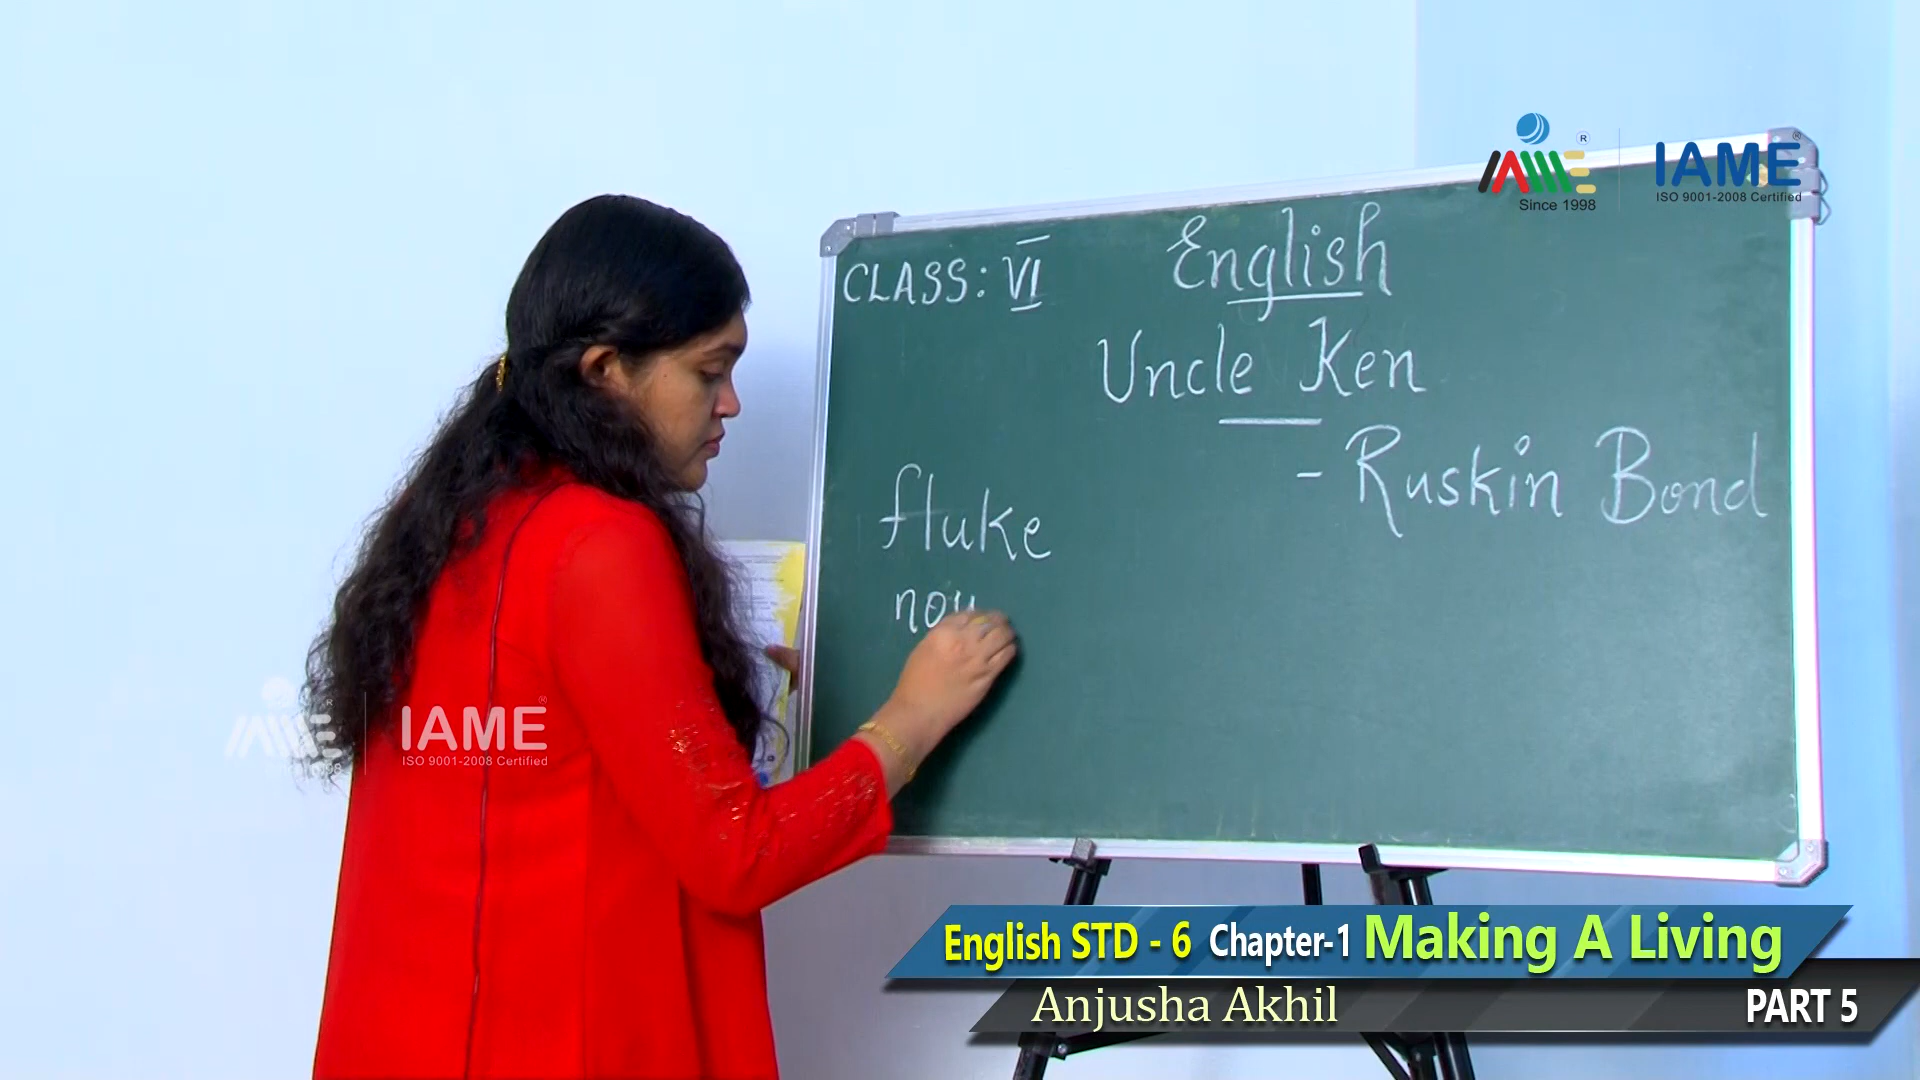 IAME
®
Since 1998
IAME
®
ISO 9001-2008 Certified
CLASS: VI
English
Uncle Ken
- Ruskin Bond
fluke
nou
IAME
®
ISO 9001-2008 Certified
English STD - 6 Chapter-1 Making A Living
Anjusha Akhil
PART 5